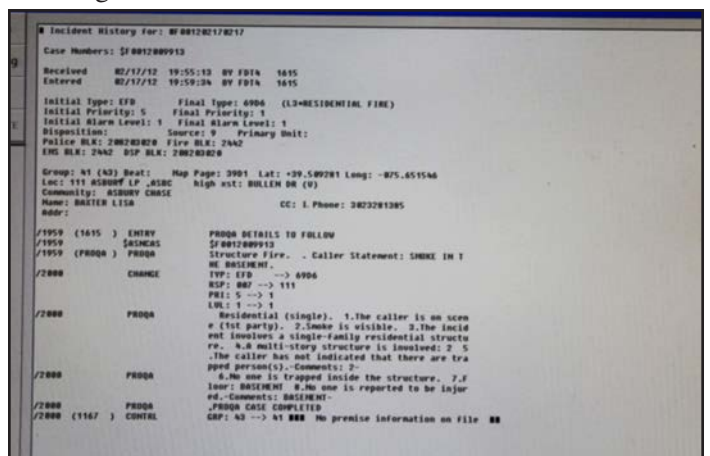 ■ Incident History for: #F001202170217
Case Numbers: $F0012009913
Received 02/17/12 19:55:13 BY FDT4 1615
Entered 02/17/12 19:59:34 BY FDT4 1615
Initial Type: EFD Final Type: 69D6 (L3=RESIDENTIAL FIRE)
Initial Priority: 5 Final Priority: 1
Initial Alarm Level: 1 Final Alarm Level: 1
Disposition: Source: 9 Primary Unit:
Police BLK: 200203020 Fire BLK: 2442
EMS BLK: 2442 DSP BLK: 200203020
Group: 41 (43) Beat: Map Page: 3901 Lat: +39.509201 Long: -075.651546
Loc: 111 ASBURY LP ,ASBC high xst: BULLEN DR (V)
Community: ASBURY CHASE
Name: BAXTER LISA CC: L Phone: 3023281305
Addr:
/1959 (1615 ) ENTRY PROQA DETAILS TO FOLLOW
/1959 $ASNCAS $F0012009913
/1959 (PROQA ) PROQA Structure Fire. . Caller Statement: SMOKE IN T
HE BASEMENT.
/2000 CHANGE TYP: EFD --> 69D6
RSP: 007 --> 111
PRI: 5 --> 1
LVL: 1 --> 1
/2000 PROQA Residential (single). 1.The caller is on scen
e (1st party). 2.Smoke is visible. 3.The incid
ent involves a single-family residential structu
re. 4.A multi-story structure is involved: 2 5
.The caller has not indicated that there are tra
pped person(s).-Comments: 2-
/2000 PROQA 6.No one is trapped inside the structure. 7.F
loor: BASEMENT 8.No one is reported to be injur
ed.-Comments: BASEMENT-
/2000 PROQA ,PROQA CASE COMPLETED
/2000 (1167 ) CONTRL GRP: 43 --> 41 ■■■ No premise information on file ■■